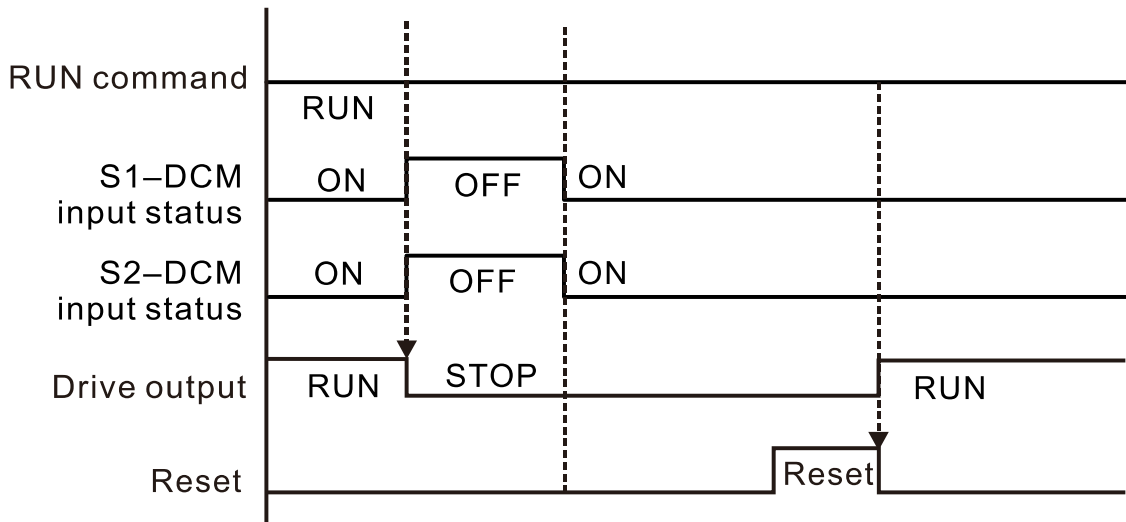 RUN command
RUN
S1–DCM
input status
ON
OFF
ON
S2–DCM
input status
ON
OFF
ON
Drive output
RUN
STOP
RUN
Reset
Reset